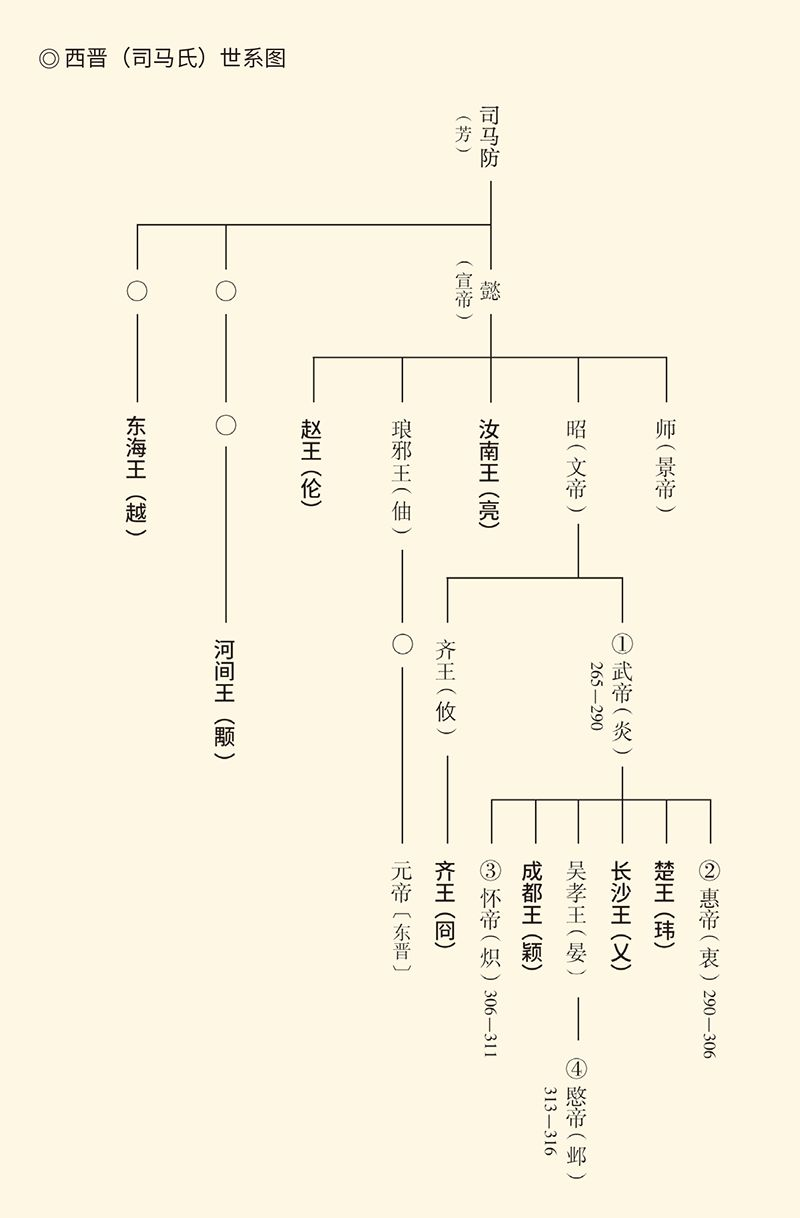 ◎西晋（司马氏）世系图
司马防
（芳）
懿
（宣帝）
○
○
师（景帝）
昭（文帝）
汝南王（亮）
琅邪王（伷）
赵王（伦）
○
东海王（越）
①武帝（炎）
265—290
齐王（攸）
○
河间王（颙）
②惠帝（衷）290—306
楚王（玮）
长沙王（乂）
吴孝王（晏）
成都王（颖）
③怀帝（炽）306—311
齐王（冏）
元帝〔东晋〕
④愍帝（邺）
313—316